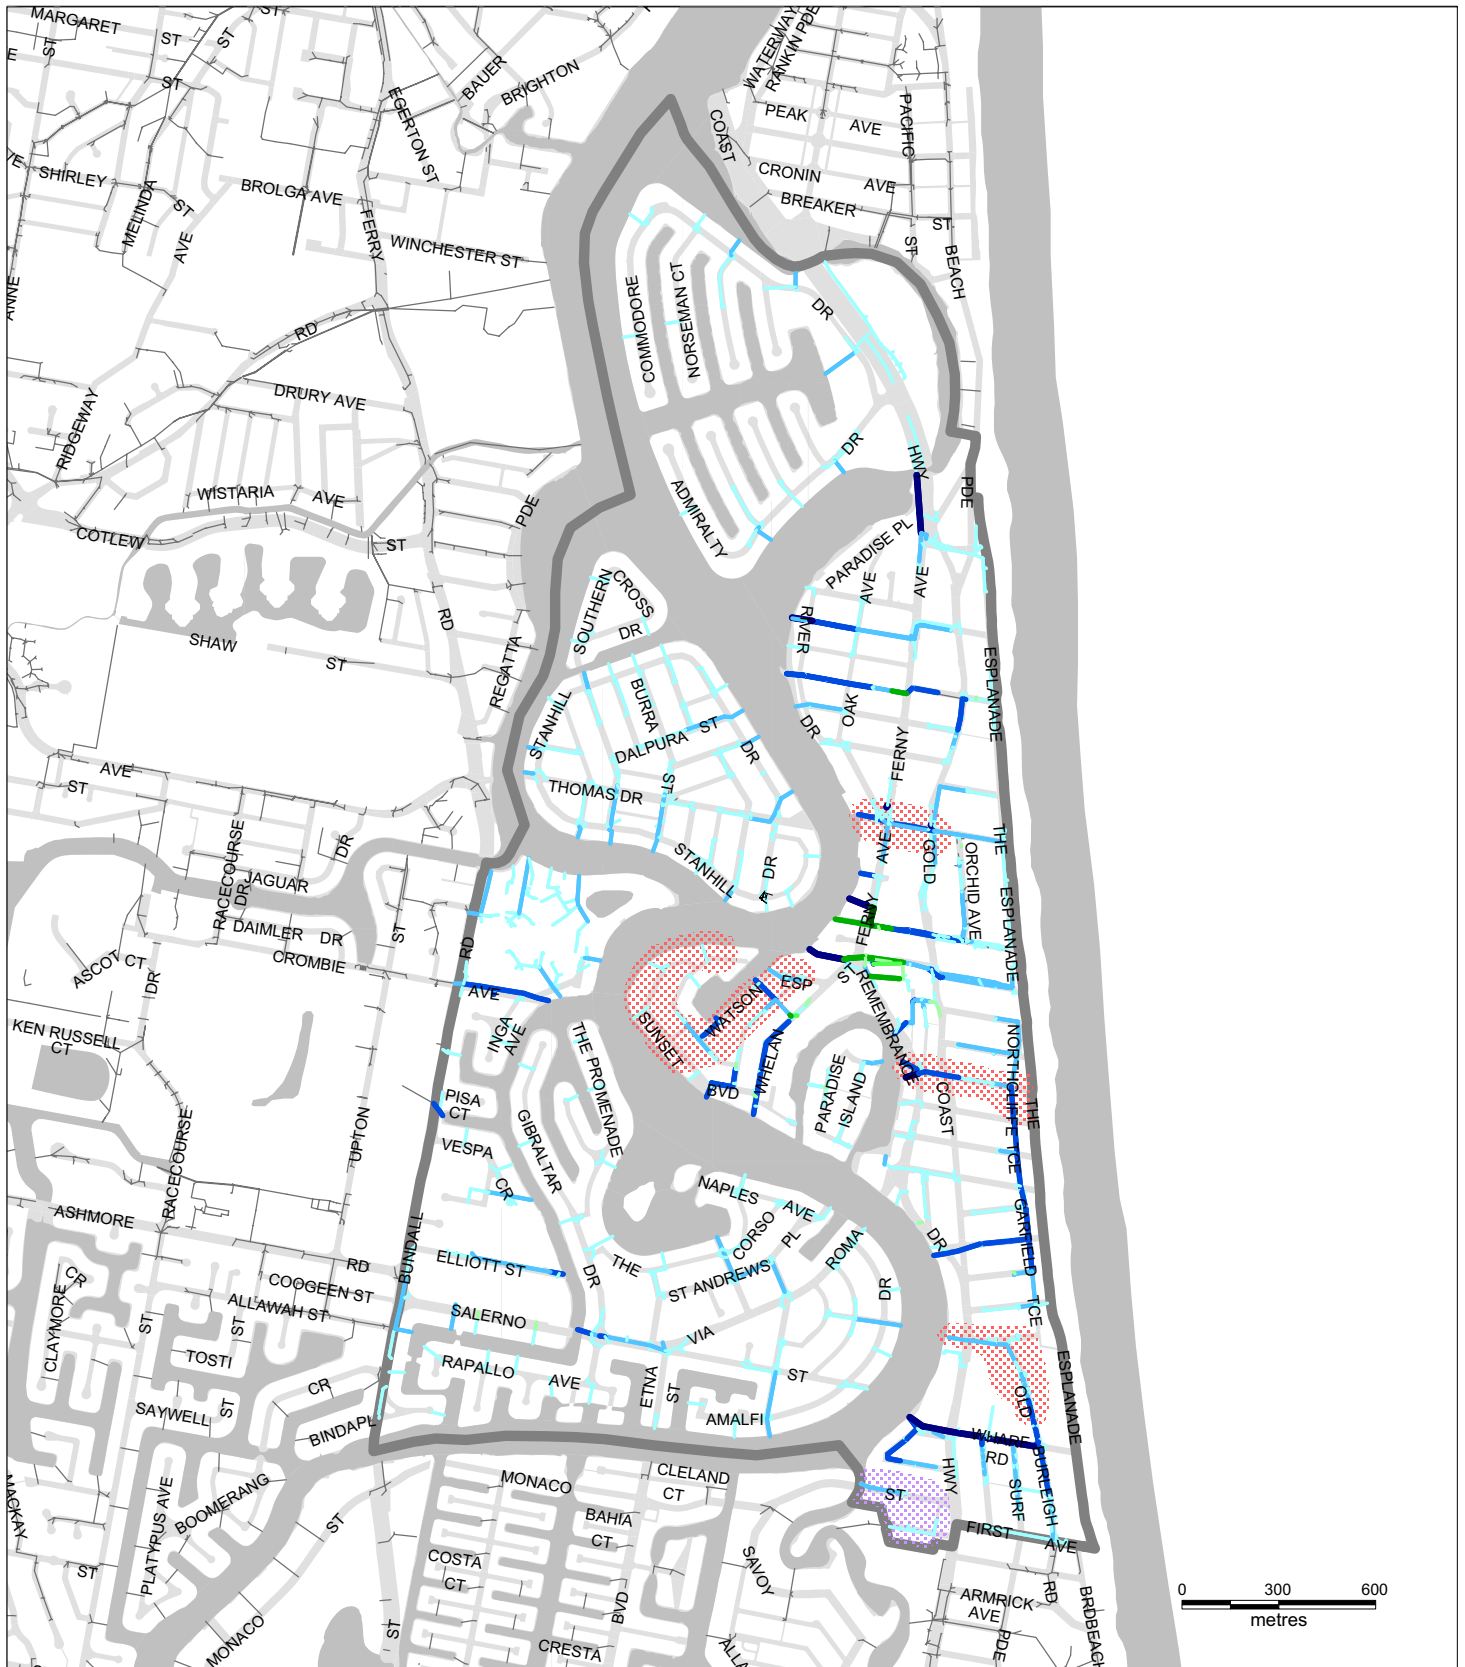 MARGARET
ST
ST
ST
ST
ST
BAUER
BRIGHTON
WATERWAY
RANKIN PDE
EGERTON ST
COAST
PEAK
AVE
PACIFIC
SHIRLEY
ST
MELINDA
AVE
BROLGA AVE
FERRY
WINCHESTER ST
CRONIN
AVE
BREAKER
ST
ST
BEACH
ANNE
RD
COMMODORE
NORSEMAN CT
DR
DRURY AVE
RIDGEWAY
DR
HWY
WISTARIA
AVE
COTLEW
ST
PDE
ADMIRALTY
PDE
PARADISE PL
AVE
AVE
SOUTHERN
CROSS
DR
RD
RIVER
SHAW
ST
REGATTA
ESPLANADE
STANHILL
BURRA
DALPURA
ST
DR
OAK
DR
FERNY
AVE
ST
THOMAS DR
ST
RACECOURSE
DR
DR
JAGUAR
STANHILL
DR
AVE
GOLD
THE
ORCHID AVE
ESPLANADE
DAIMLER
DR
ST
RD
FERNY
ASCOT CT
DR
CROMBIE
AVE
ESP
ST
REMEMBRANCE
KEN RUSSELL
CT
INGA
AVE
THE PROMENADE
SUNSET
WATSON
WHELAN
BVD
PARADISE
ISLAND
COAST
NORTHCLIFFE TCE
THE
PISA
CT
VESPA
CR
GIBRALTAR
UPTON
RACECOURSE
NAPLES
AVE
CORSO
PL
ROMA
DR
GARFIELD
TCE
ASHMORE
RD
BUNDALL
ELLIOTT ST
DR
THE
ST ANDREWS
DR
CR
CLAYMORE
ST
COOGEEN ST
ALLAWAH ST
ST
SALERNO
VIA
TOSTI
RAPALLO
AVE
ETNA
ST
ST
ESPLANADE
CR
SAYWELL
ST
BINDA PL
AMALFI
OLD
WHARF
RD
BURLEIGH
MACKAY
PLATYPUS AVE
BOOMERANG
ST
MONACO
CLELAND
CT
BAHIA
CT
ST
HWY
SURF
FIRST
AVE
ST
COSTA
CT
SAVOY
ARMRICK
AVE
RD
BRDBEACH
MONACO
ST
BVD
CRESTA
PDE
0 300 600
metres